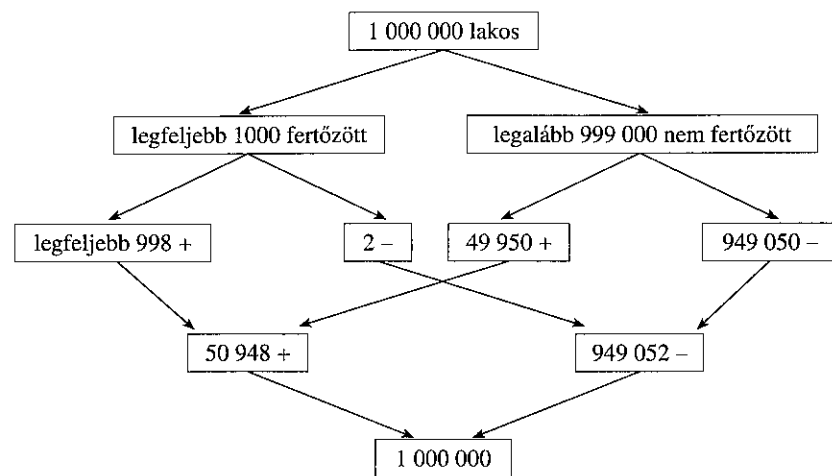 1 000 000 lakos
legfeljebb 1000 fertőzött
legalább 999 000 nem fertőzött
legfeljebb 998 +
2 –
49 950 +
949 050 –
50 948 +
949 052 –
1 000 000